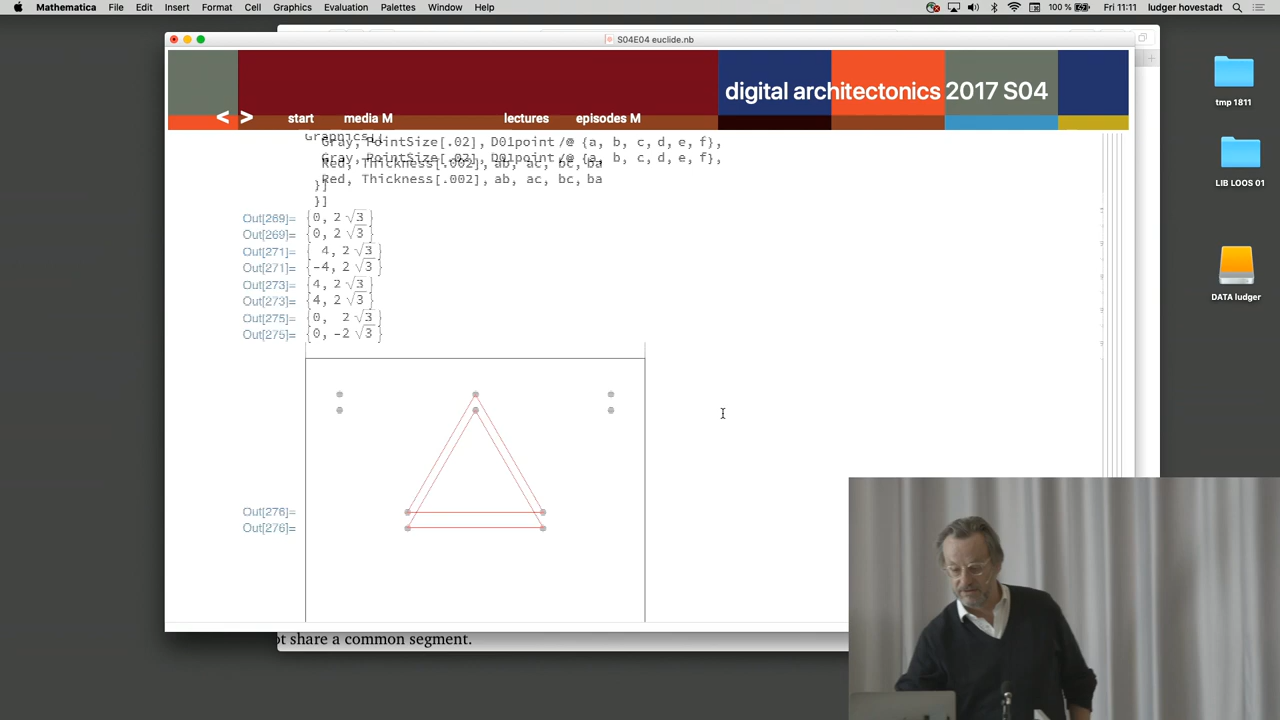 Mathematica File Edit Insert Format Cell Graphics Evaluation Palettes Window Help 100 % Fri 11:11 ludger hovestadt
S04E04 euclide.nb
digital architectonics 2017 S04
< > start media M lectures episodes M
tmp 1811
LIB LOOS 01
DATA ludger
Graphics[{
Gray, PointSize[.02], D01point /@ {a, b, c, d, e, f},
Gray, PointSize[.02], D01point /@ {a, b, c, d, e, f},
Red, Thickness[.002], ab, ac, bc, ba
Red, Thickness[.002], ab, ac, bc, ba
}]
}]
Out[269]= {0, 2 √3}
Out[269]= {0, 2 √3}
Out[271]= { 4, 2 √3}
Out[271]= {-4, 2 √3}
Out[273]= {4, 2 √3}
Out[273]= {4, 2 √3}
Out[275]= {0, 2 √3}
Out[275]= {0, -2 √3}
Out[276]=
Out[276]=
ot share a common segment.